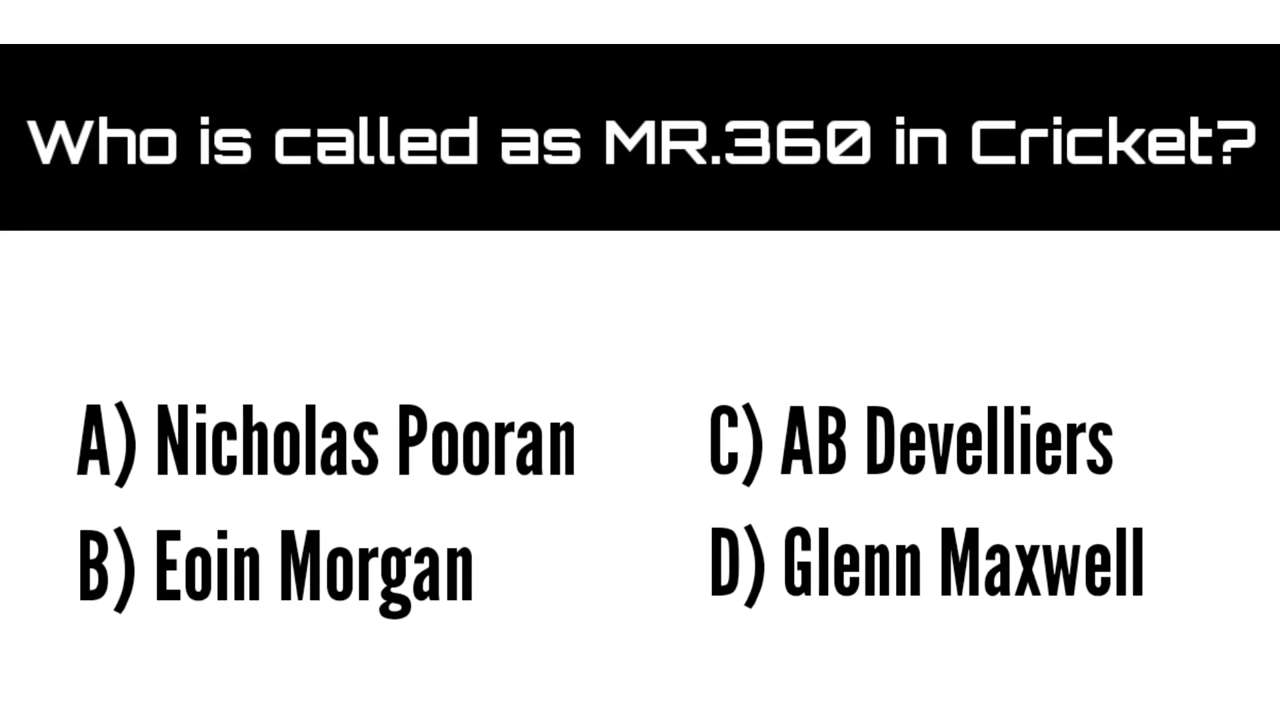 Who is called as MR.360 in Cricket?
A) Nicholas Pooran
B) Eoin Morgan
C) AB Develliers
D) Glenn Maxwell